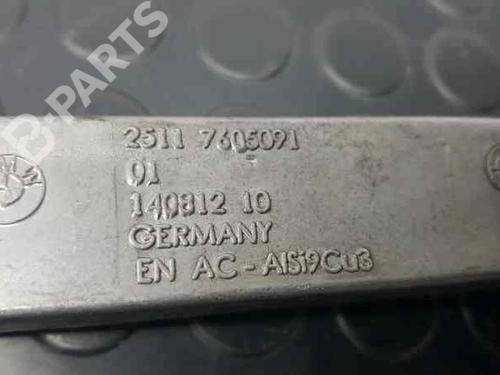 B-PARTS
2511 7605091
01
140812 10
GERMANY
EN AC-AlSi9Cu3